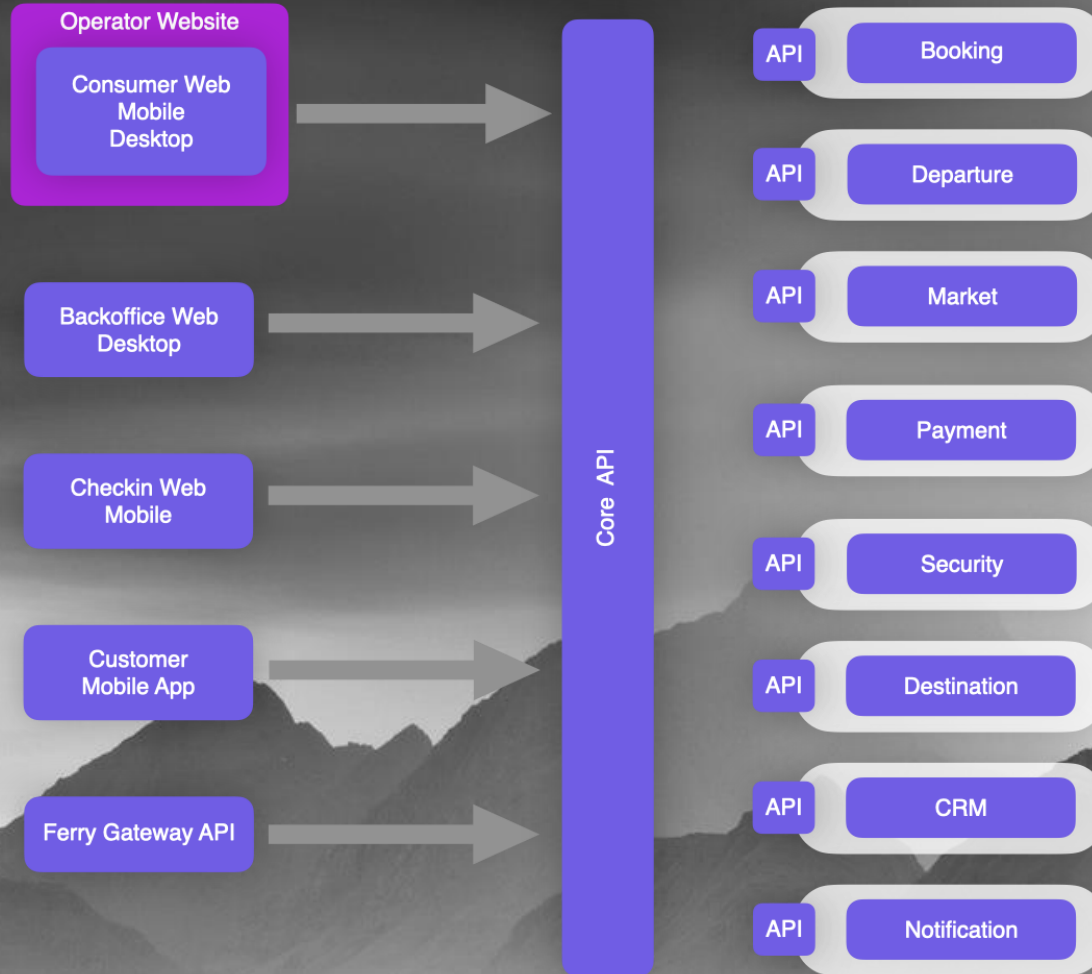 Operator Website
Consumer Web
Mobile
Desktop
Backoffice Web
Desktop
Checkin Web
Mobile
Customer
Mobile App
Ferry Gateway API
Core API
API
Booking
API
Departure
API
Market
API
Payment
API
Security
API
Destination
API
CRM
API
Notification